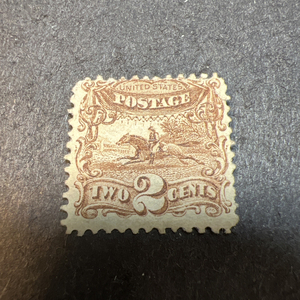 UNITED STATES
POSTAGE
TWO 2 CENTS